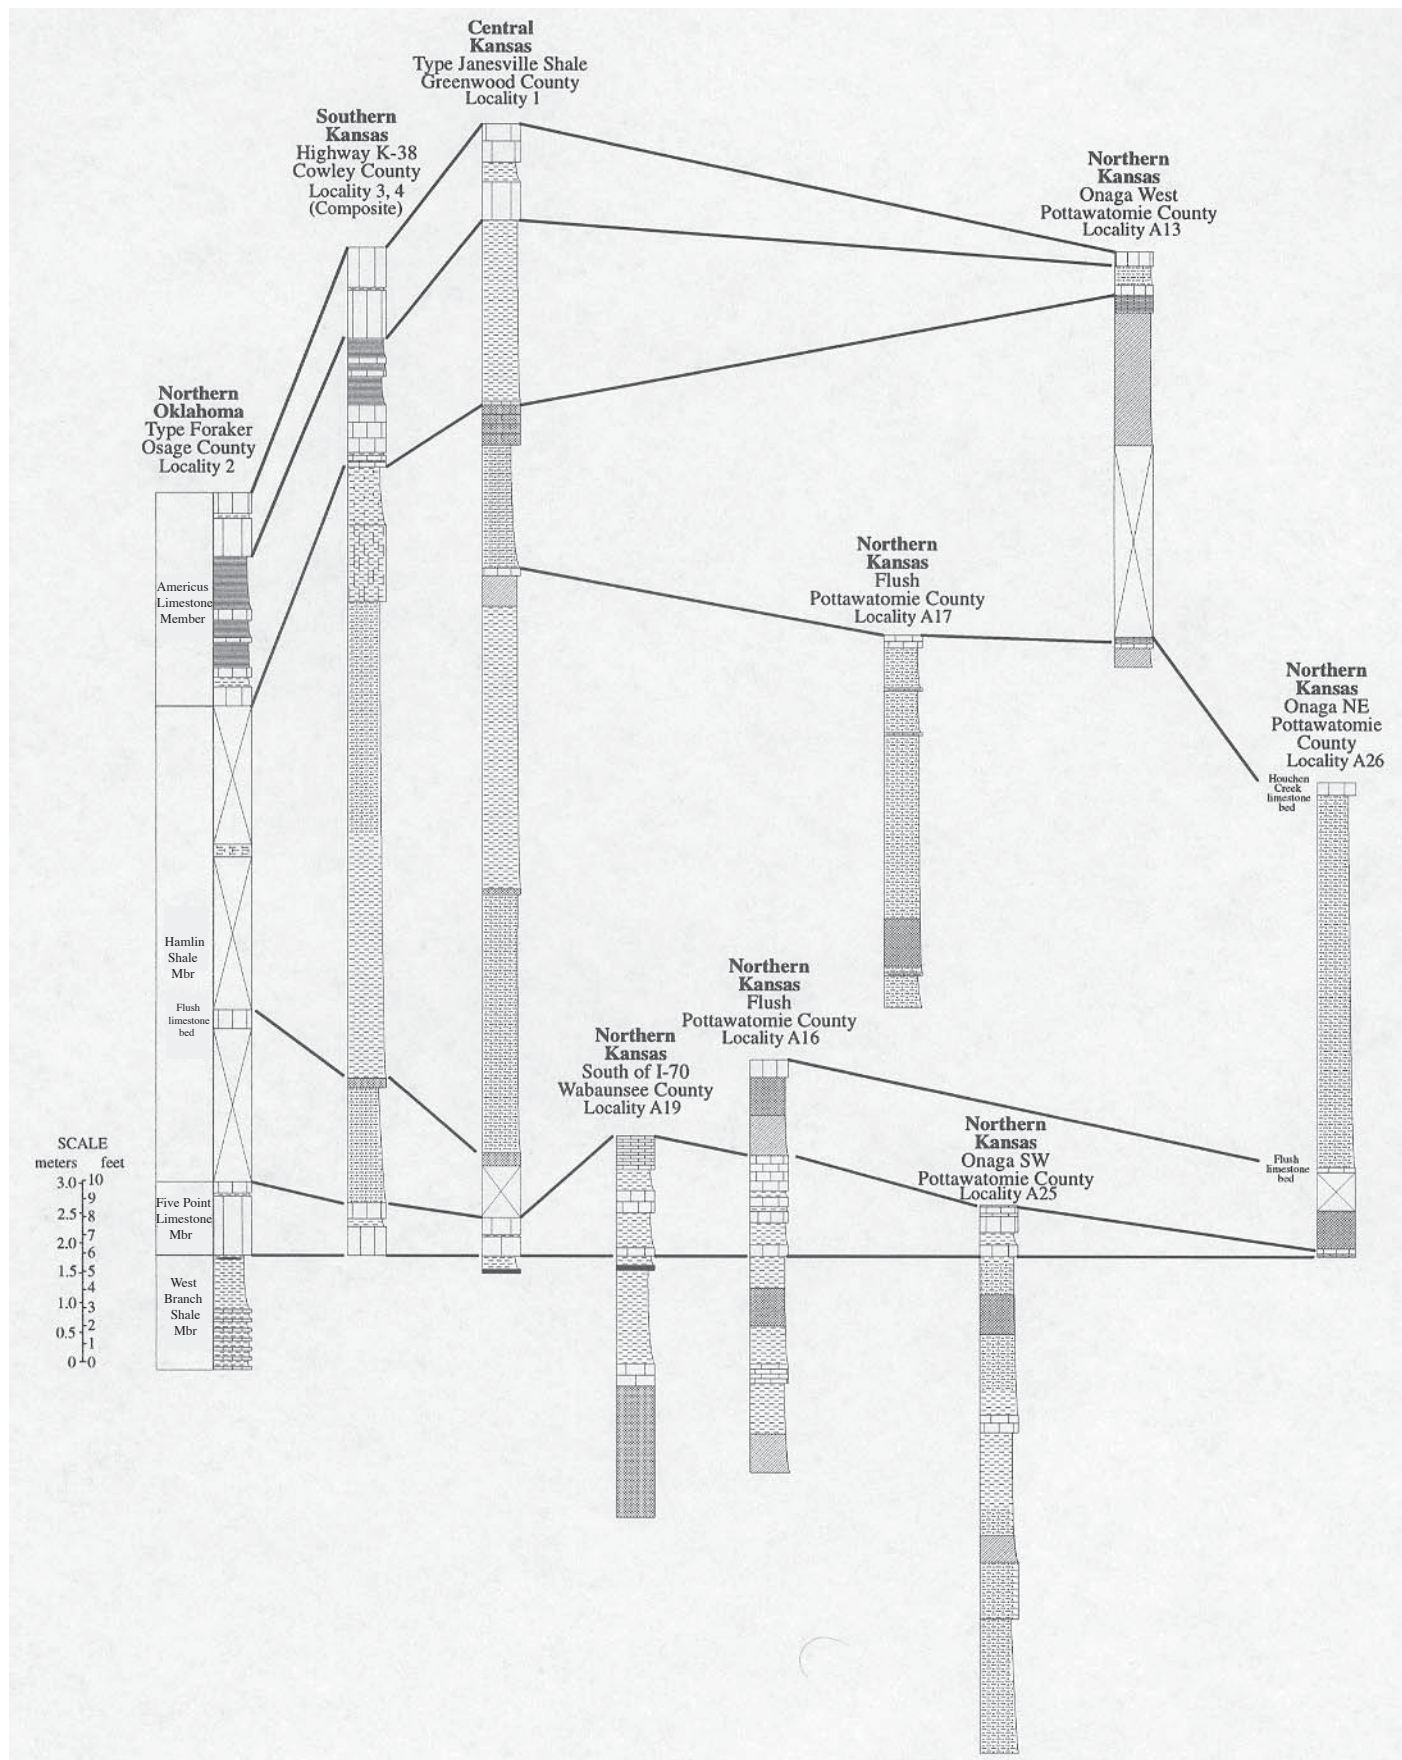 Central
Kansas
Type Janesville Shale
Greenwood County
Locality 1
Southern
Kansas
Highway K-38
Cowley County
Locality 3, 4
(Composite)
Northern
Kansas
Onaga West
Pottawatomie County
Locality A13
Northern
Oklahoma
Type Foraker
Osage County
Locality 2
Northern
Kansas
Flush
Pottawatomie County
Locality A17
Americus
Limestone
Member
Northern
Kansas
Onaga NE
Pottawatomie
County
Locality A26
Houchen
Creek
limestone
bed
Hamlin
Shale
Mbr
Flush
limestone
bed
Northern
Kansas
Flush
Pottawatomie County
Locality A16
Northern
Kansas
South of I-70
Wabaunsee County
Locality A19
Northern
Kansas
Onaga SW
Pottawatomie County
Locality A25
Flush
limestone
bed
SCALE
meters feet
3.0 10
9
2.5 8
7
2.0 6
1.5 5
4
1.0 3
2
0.5 1
0 0
Five Point
Limestone
Mbr
West
Branch
Shale
Mbr